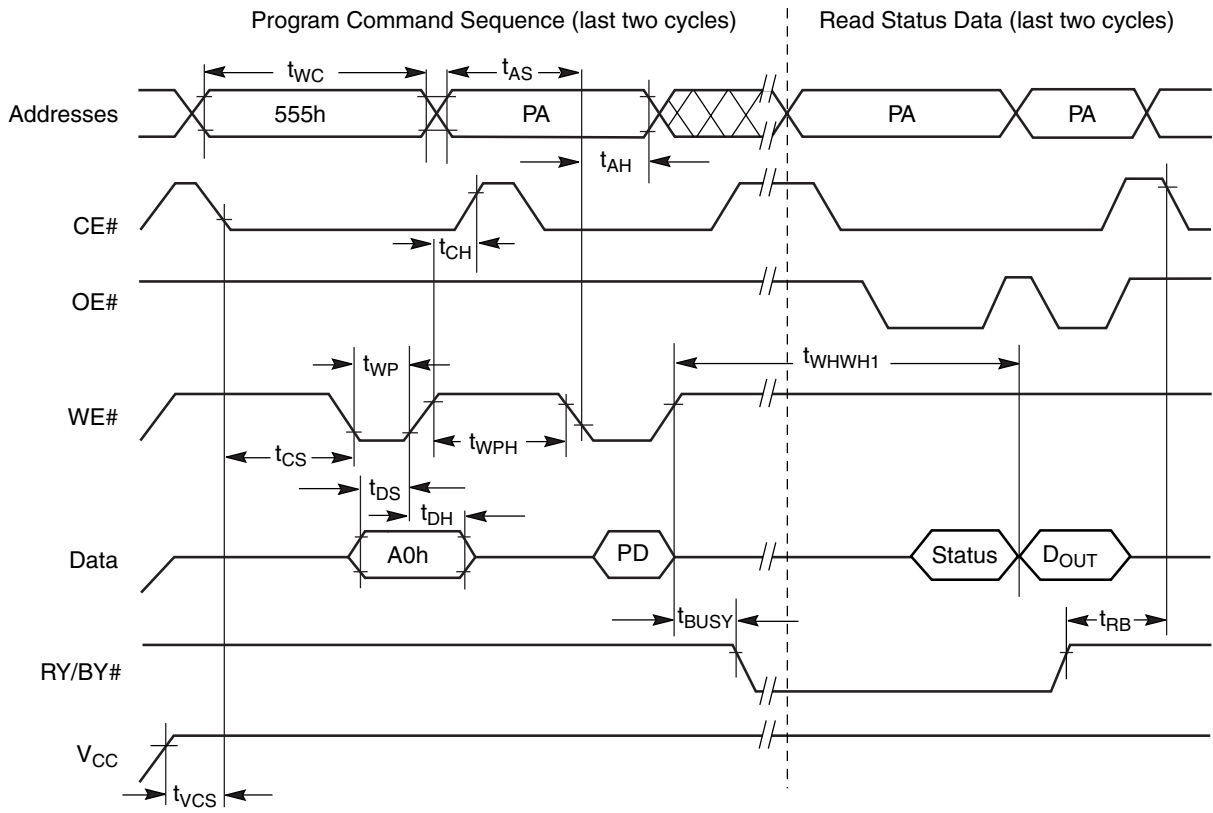 Program Command Sequence (last two cycles)
Read Status Data (last two cycles)
tWC
tAS
Addresses
555h
PA
PA
PA
tAH
CE#
tCH
OE#
tWP
tWHWH1
WE#
tCS
tWPH
tDS
tDH
Data
A0h
PD
Status
DOUT
tBUSY
tRB
RY/BY#
VCC
tVCS